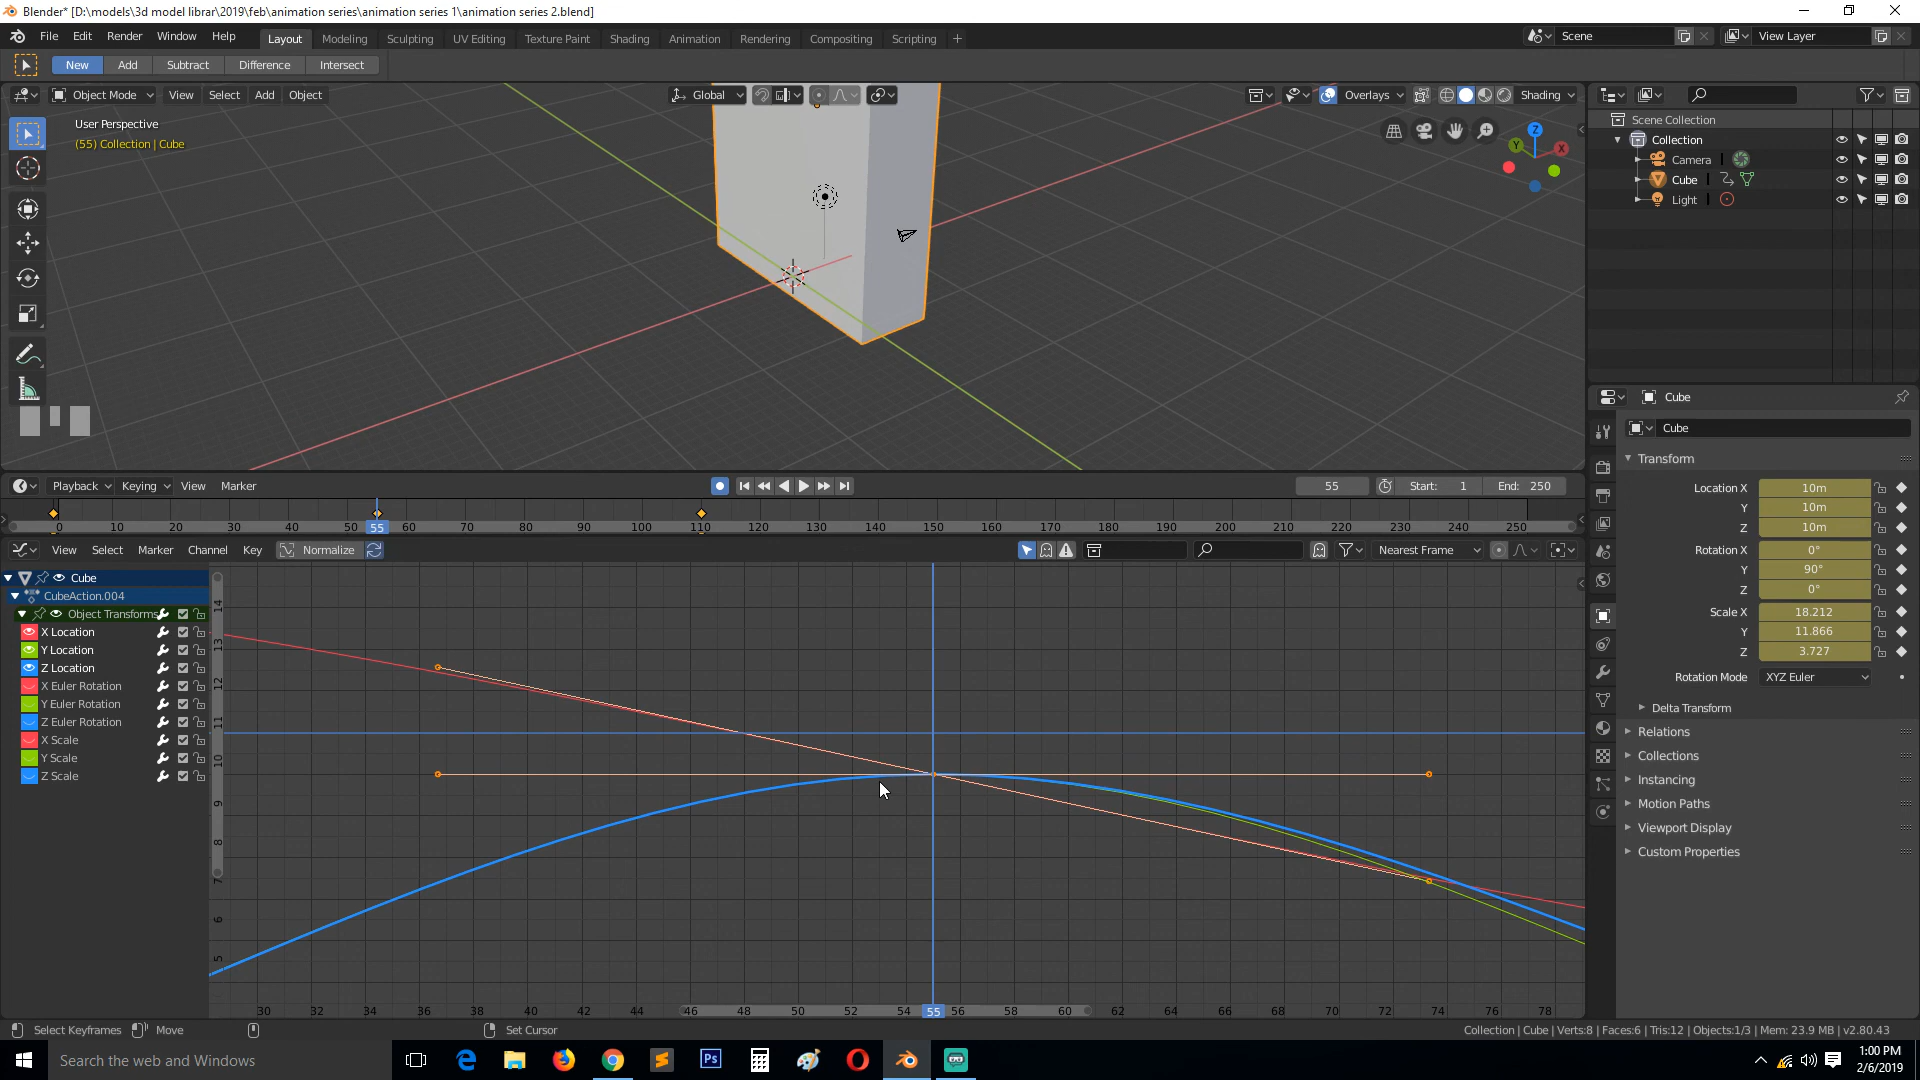 Blender* [D:\models\3d model librar\2019\feb\animation series\animation series 1\animation series 2.blend]
File Edit Render Window Help Layout Modeling Sculpting UV Editing Texture Paint Shading Animation Rendering Compositing Scripting + Scene View Layer
New Add Subtract Difference Intersect
Object Mode View Select Add Object Global Overlays Shading
User Perspective
(55) Collection | Cube
Z
Y
X
Scene Collection
Collection
Camera
Cube
Light
Cube
Cube
Transform
Location X 10m
Y 10m
Z 10m
Rotation X 0°
Y 90°
Z 0°
Scale X 18.212
Y 11.866
Z 3.727
Rotation Mode XYZ Euler
Delta Transform
Relations
Collections
Instancing
Motion Paths
Viewport Display
Custom Properties
Playback Keying View Marker 55 Start: 1 End: 250
0 10 20 30 40 50 55 60 70 80 90 100 110 120 130 140 150 160 170 180 190 200 210 220 230 240 250
View Select Marker Channel Key Normalize Nearest Frame
Cube
CubeAction.004
Object Transforms
X Location
Y Location
Z Location
X Euler Rotation
Y Euler Rotation
Z Euler Rotation
X Scale
Y Scale
Z Scale
14
13
12
11
10
9
8
7
6
5
30 32 34 36 38 40 42 44 46 48 50 52 54 55 56 58 60 62 64 66 68 70 72 74 76 78
Select Keyframes Move Set Cursor Collection | Cube | Verts:8 | Faces:6 | Tris:12 | Objects:1/3 | Mem: 23.9 MB | v2.80.43
Search the web and Windows
Ps
1:00 PM
2/6/2019